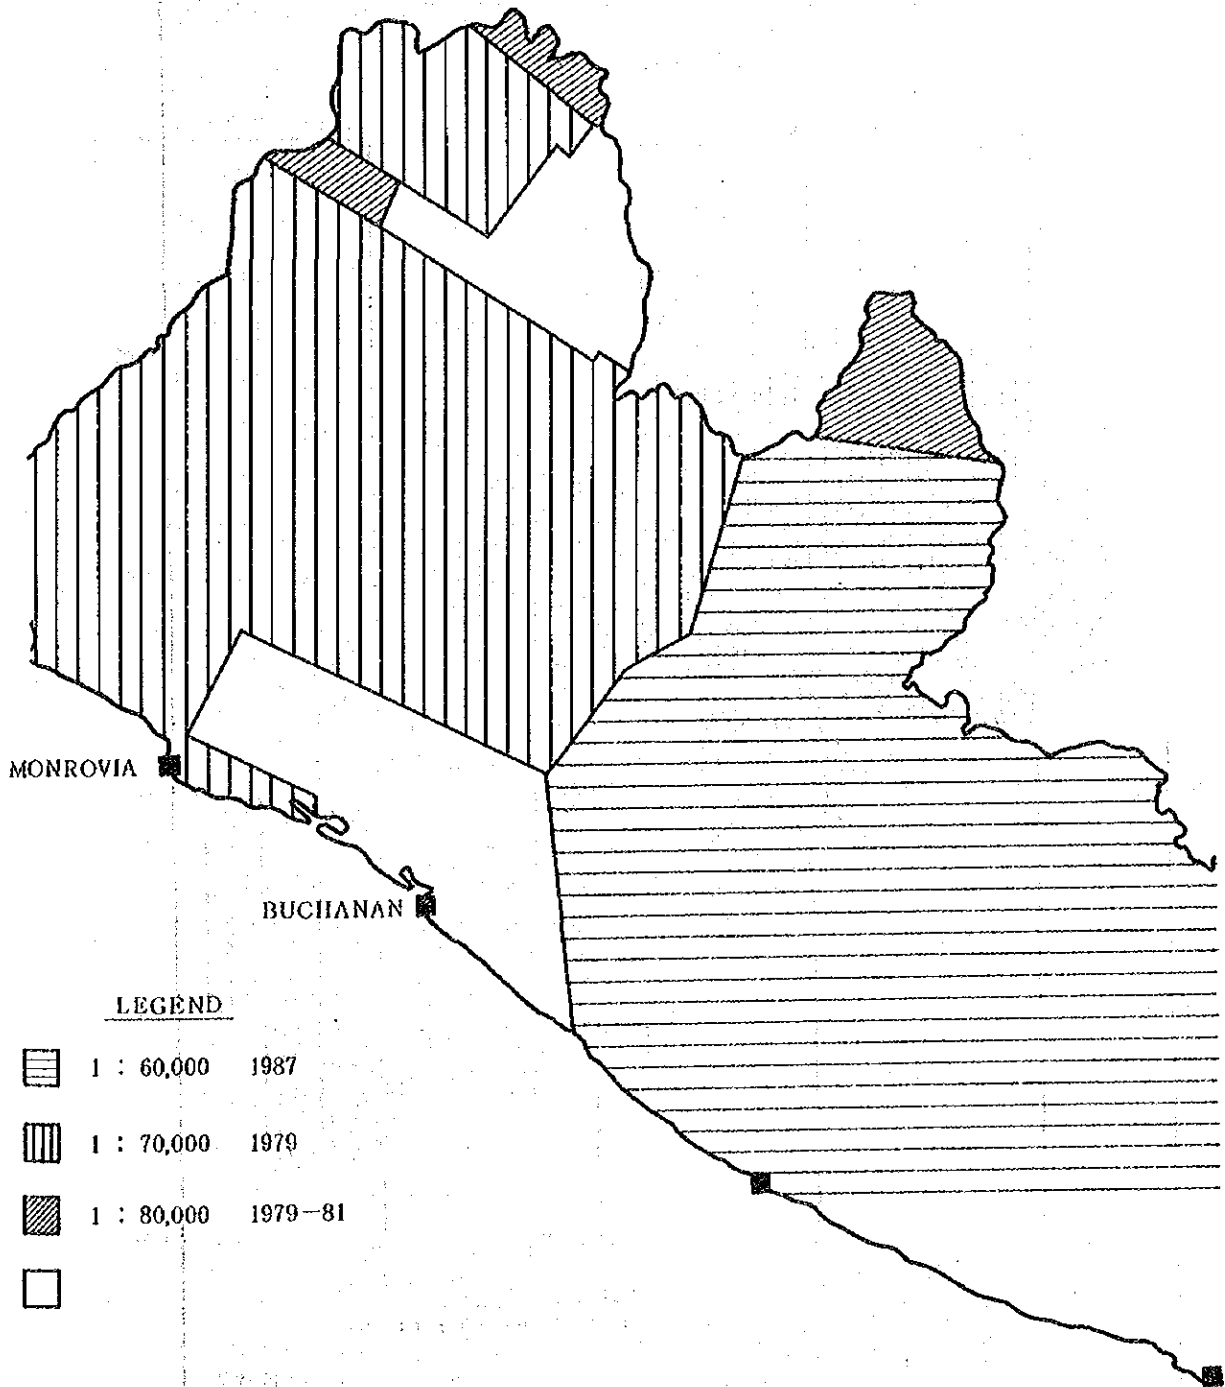 MONROVIA
BUCHANAN
LEGEND
1 : 60,000 1987
1 : 70,000 1979
1 : 80,000 1979-81